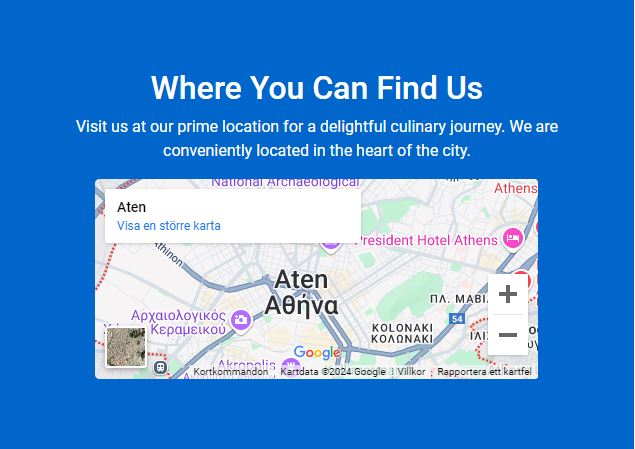 Where You Can Find Us
Visit us at our prime location for a delightful culinary journey. We are
conveniently located in the heart of the city.
National Archaeological
Athens
Aten
Visa en större karta
President Hotel Athens
Athinon
Aten
Αθήνα
ΠΛ.
Αρχαιολογικός
Κεραμεικού
54
KOLONAKI
ΚΟΛΩΝΑΚΙ
Google
Akropolis
Kortkommandon
Kartdata ©2024 Google
Villkor
Rapportera ett kartfel